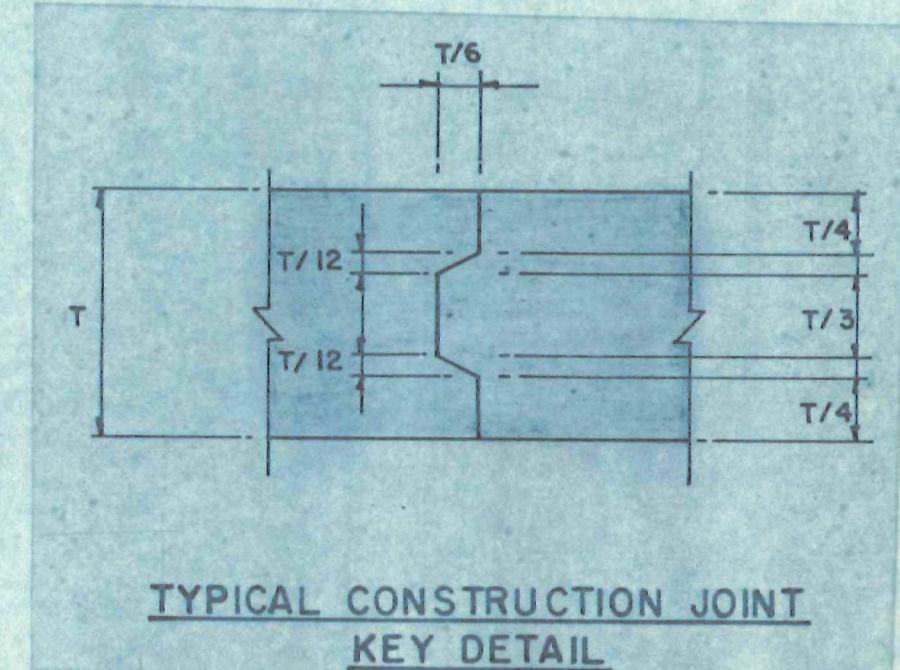 T/6
T/4
T/12
T
T/3
T/12
T/4
TYPICAL CONSTRUCTION JOINT
KEY DETAIL